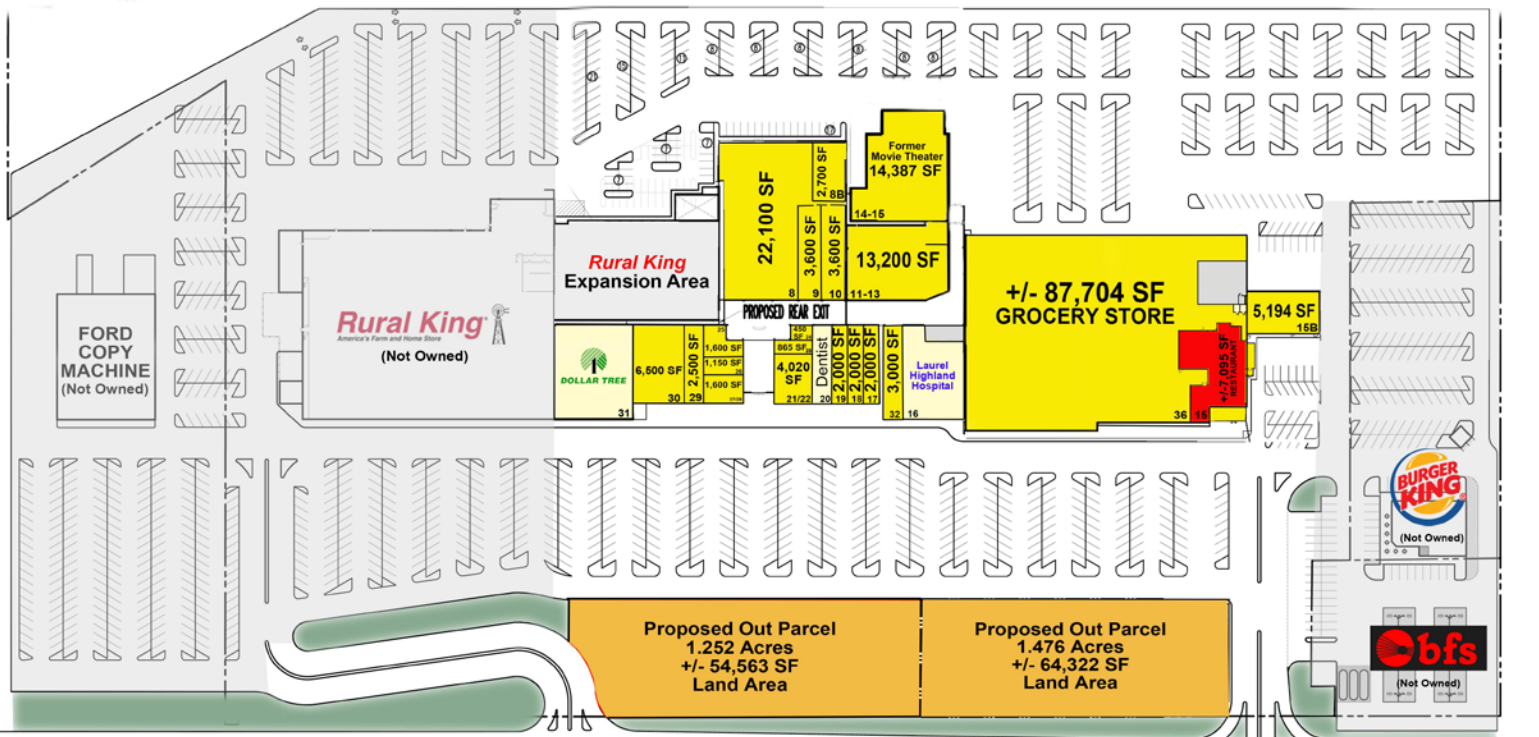 Former
Movie Theater
14,387 SF
14-15
22,100 SF
8
2,700 SF
8B
3,600 SF
9
3,600 SF
10
13,200 SF
11-13
17
Rural King
Expansion Area
PROPOSED REAR EXIT
+/- 87,704 SF
GROCERY STORE
36
5,194 SF
15B
+/-7,095 SF
RESTAURANT
15
FORD
COPY
MACHINE
(Not Owned)
Rural King
America's Farm and Home Store
(Not Owned)
1
DOLLAR TREE
31
6,500 SF
30
2,500 SF
29
25
1,600 SF
1,150 SF
26
1,600 SF
450
SF
865 SF
4,020
SF
21/22
Dentist
20
2,000 SF
19
2,000 SF
18
2,000 SF
17
3,000 SF
32
Laurel
Highland
Hospital
16
BURGER
KING
(Not Owned)
Proposed Out Parcel
1.252 Acres
+/- 54,563 SF
Land Area
Proposed Out Parcel
1.476 Acres
+/- 64,322 SF
Land Area
bfs
(Not Owned)